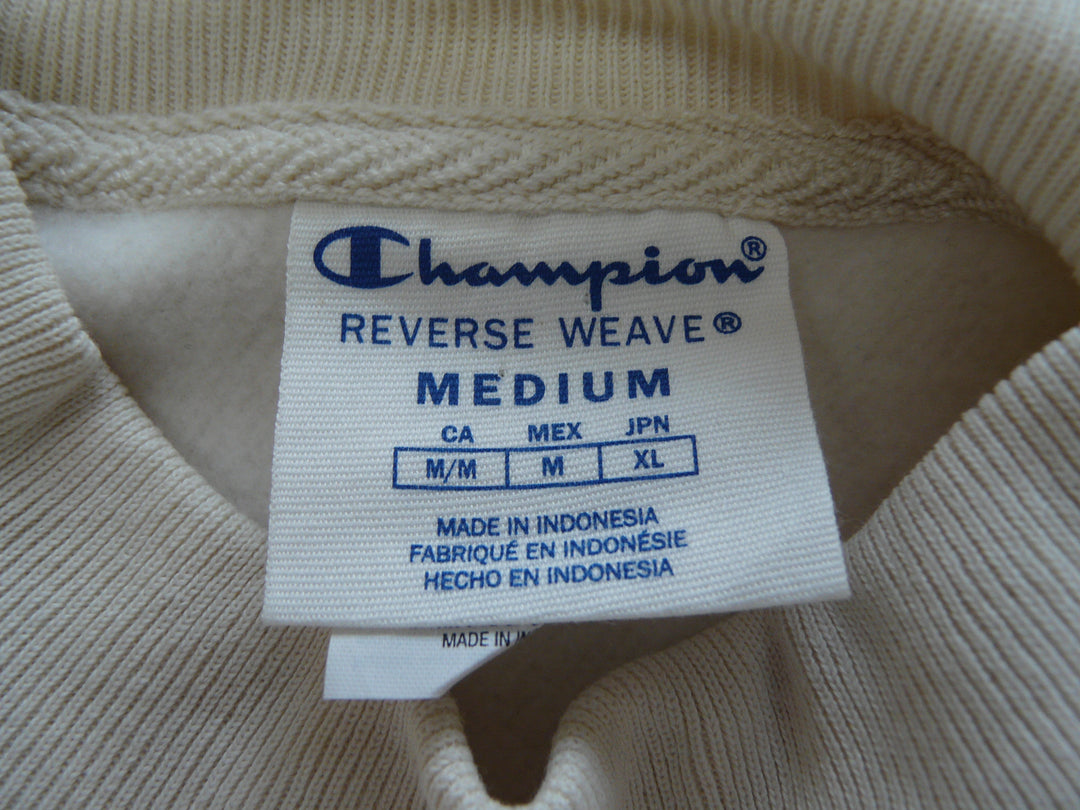 Champion®
REVERSE WEAVE®
MEDIUM
CA MEX JPN
M/M M XL
MADE IN INDONESIA
FABRIQUÉ EN INDONÉSIE
HECHO EN INDONESIA
MADE IN